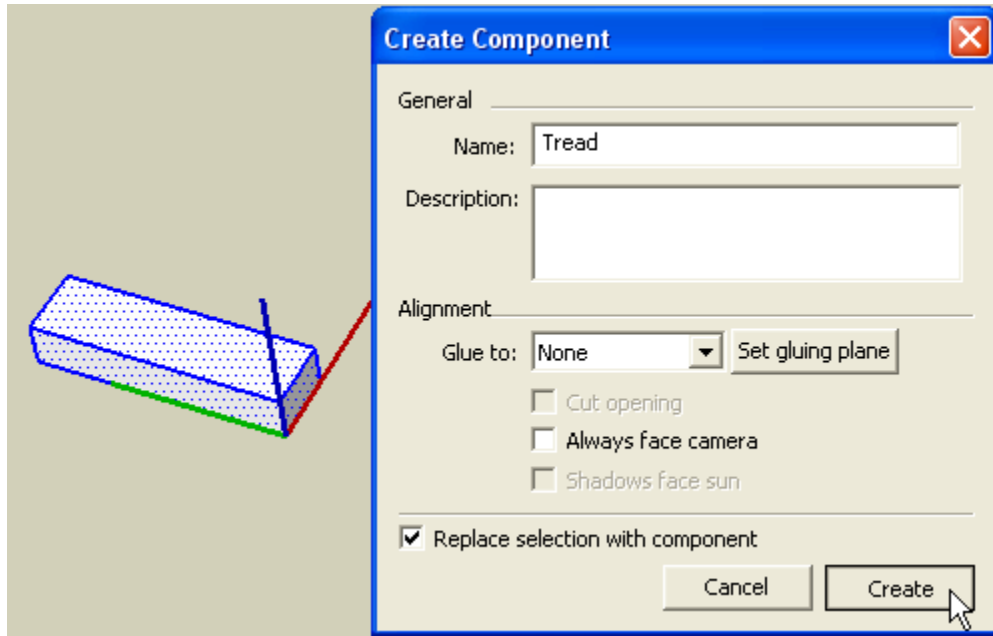 Create Component
General
Name: Tread
Description:
Alignment
Glue to: None Set gluing plane
Cut opening
Always face camera
Shadows face sun
Replace selection with component
Cancel Create